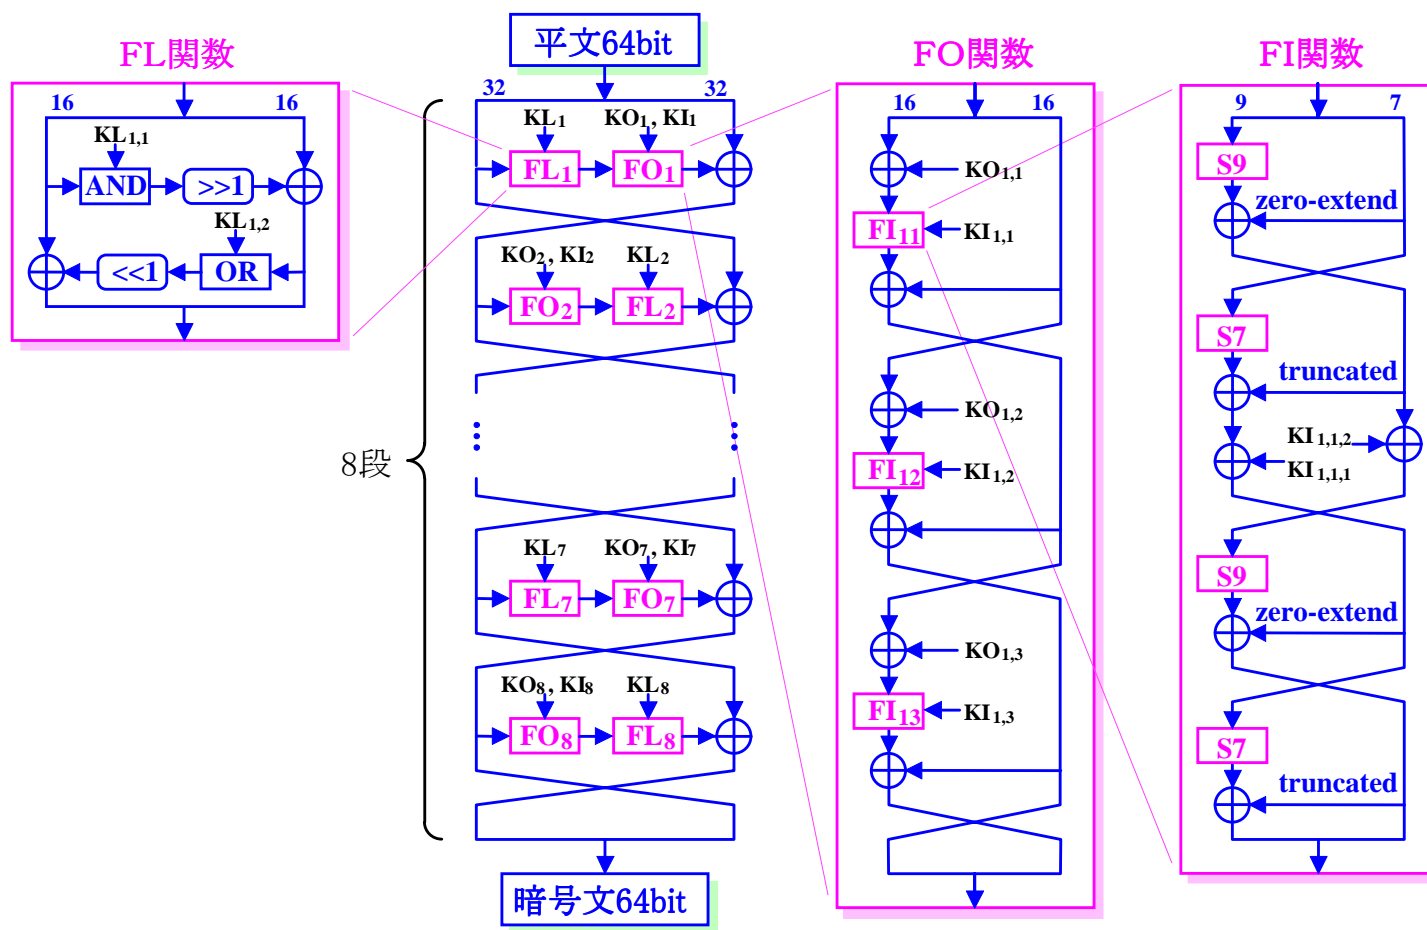 FL関数
16 16
KL1,1
AND
>>1
KL1,2
<<1
OR
平文64bit
32 32
KL1
KO1, KI1
FL1
FO1
KO2, KI2
KL2
FO2
FL2
8段
KL7
KO7, KI7
FL7
FO7
KO8, KI8
KL8
FO8
FL8
暗号文64bit
FO関数
16 16
KO1,1
FI11
KI1,1
KO1,2
FI12
KI1,2
KO1,3
FI13
KI1,3
FI関数
9 7
S9
zero-extend
S7
truncated
KI1,1,2
KI1,1,1
S9
zero-extend
S7
truncated